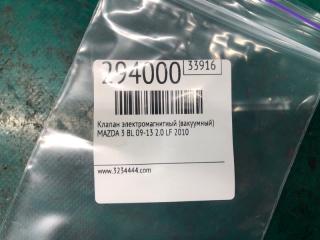 294000 33916
Клапан электромагнитный (вакуумный)
MAZDA 3 BL 09-13 2.0 LF 2010
www.3234444.com